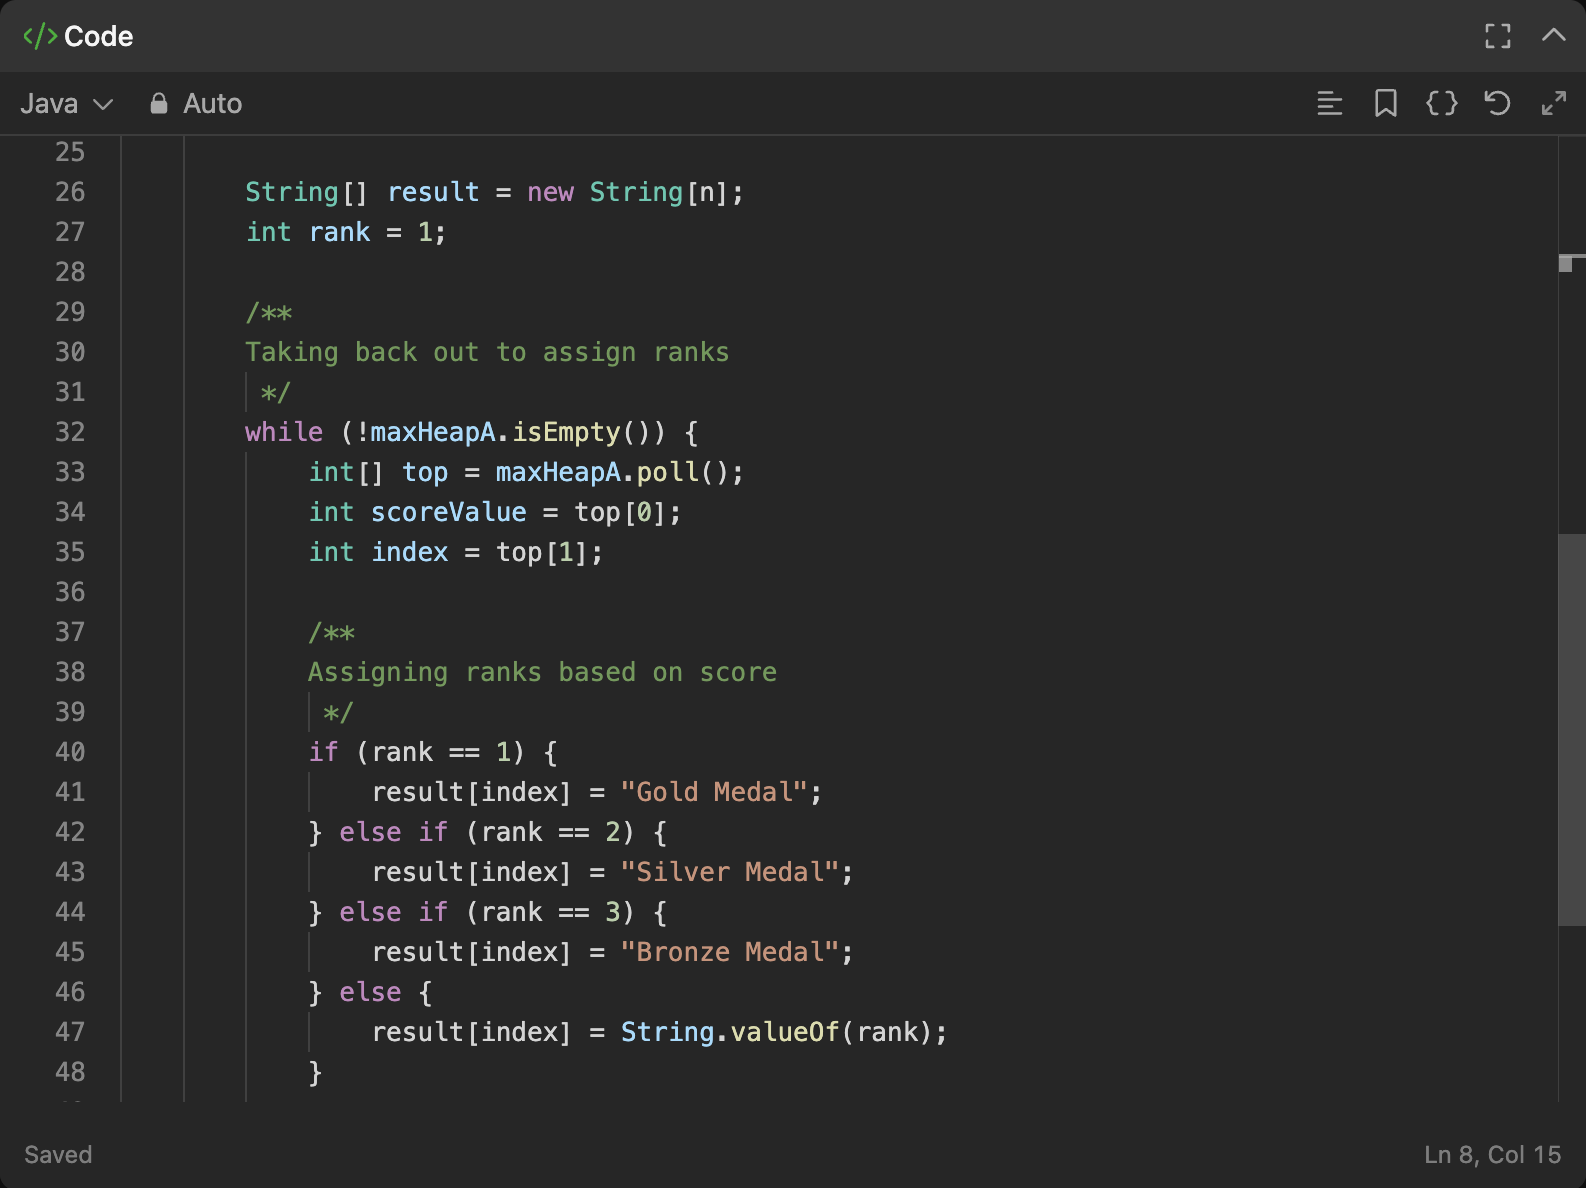 </> Code
Java Auto
25
26 String[] result = new String[n];
27 int rank = 1;
28
29 /**
30 Taking back out to assign ranks
31 */
32 while (!maxHeapA.isEmpty()) {
33 int[] top = maxHeapA.poll();
34 int scoreValue = top[0];
35 int index = top[1];
36
37 /**
38 Assigning ranks based on score
39 */
40 if (rank == 1) {
41 result[index] = "Gold Medal";
42 } else if (rank == 2) {
43 result[index] = "Silver Medal";
44 } else if (rank == 3) {
45 result[index] = "Bronze Medal";
46 } else {
47 result[index] = String.valueOf(rank);
48 }
Saved Ln 8, Col 15